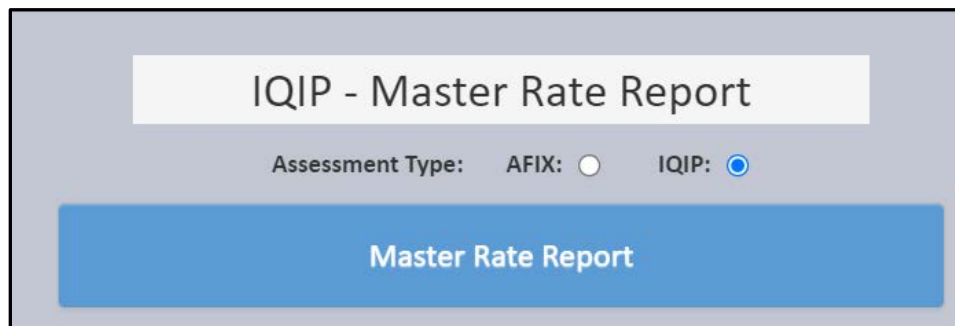 IQIP - Master Rate Report
Assessment Type: AFIX: IQIP:
Master Rate Report